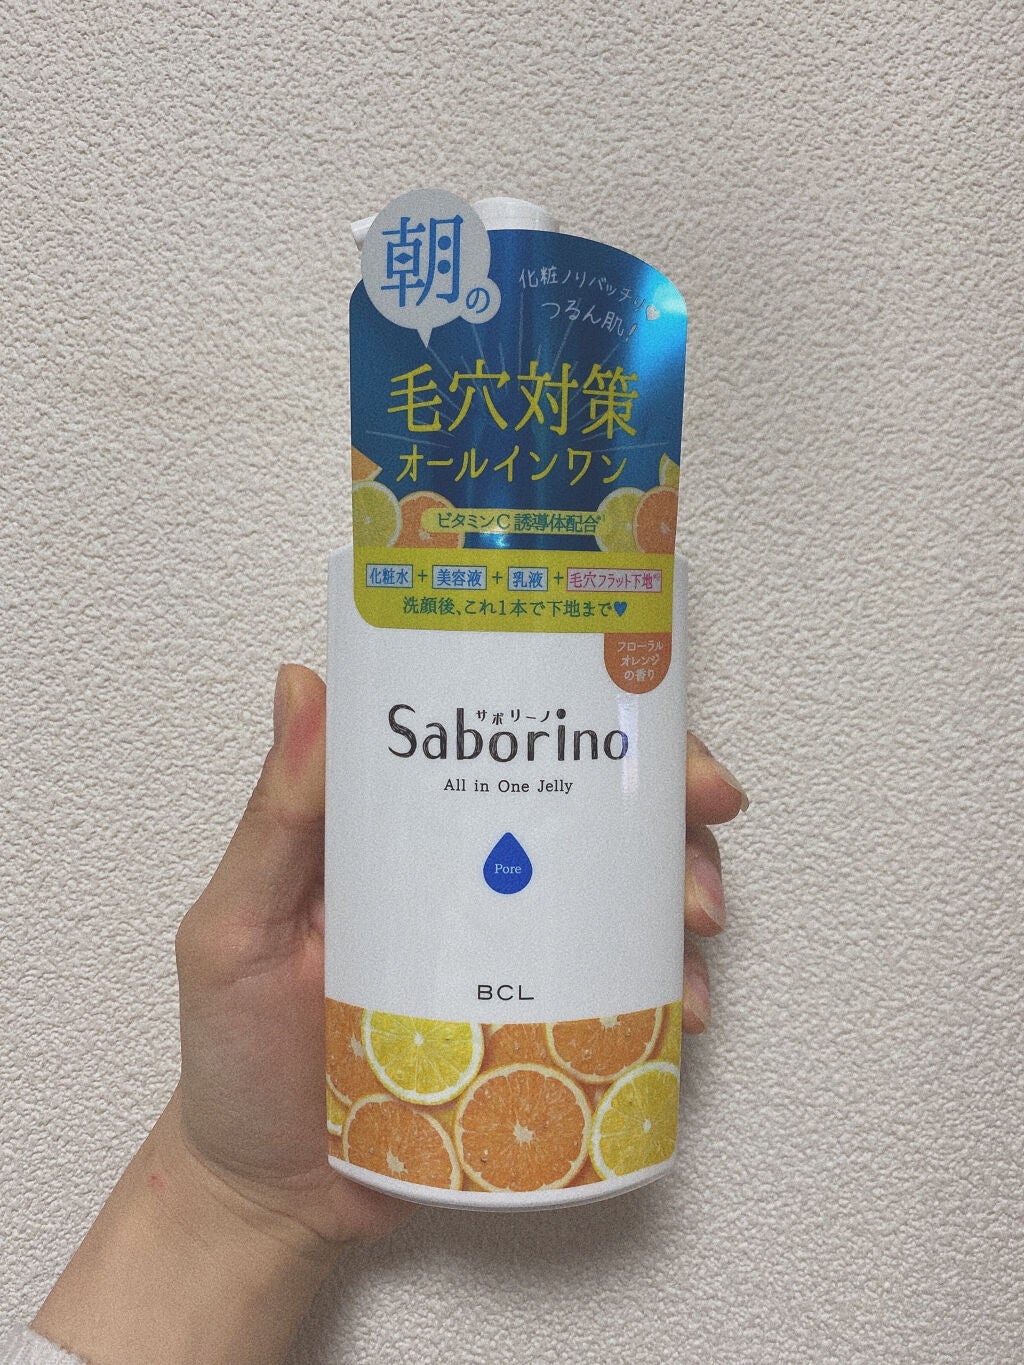 朝の
化粧ノリバッチリ
つるん肌!
毛穴対策
オールインワン
ビタミンC誘導体配合*1
化粧水 + 美容液 + 乳液 + 毛穴フラット下地
洗顔後、これ1本で下地まで♥
フローラル
オレンジ
の香り
サボリーノ
Saborino
All in One Jelly
Pore
BCL